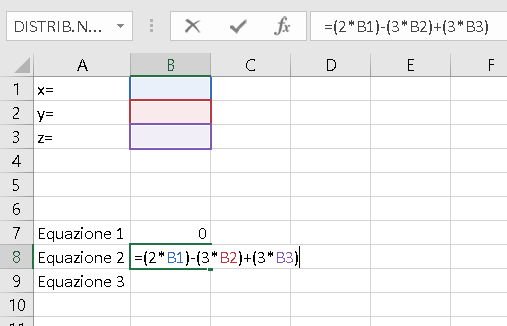 DISTRIB.N... fx =(2*B1)-(3*B2)+(3*B3)
A B C D E F
1 x=
2 y=
3 z=
4
5
6
7 Equazione 1 0
8 Equazione 2 =(2*B1)-(3*B2)+(3*B3)
9 Equazione 3
10